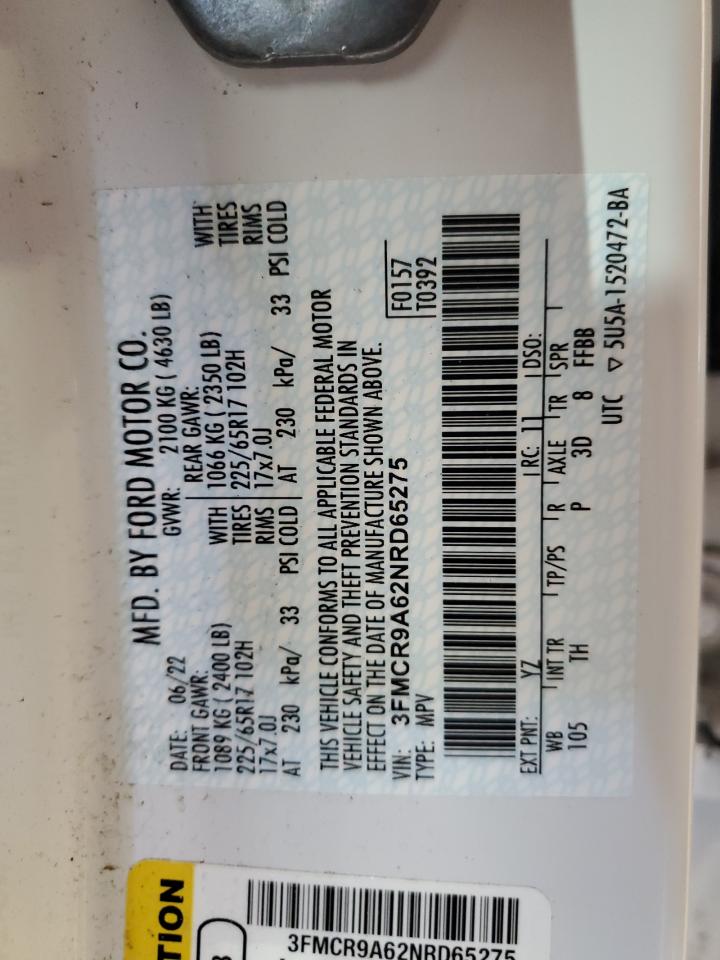 MFD. BY FORD MOTOR CO.
DATE: 06/22 GVWR: 2100 KG ( 4630 LB)
FRONT GAWR: REAR GAWR:
1089 KG ( 2400 LB) WITH 1066 KG ( 2350 LB) WITH
225/65R17 102H TIRES 225/65R17 102H TIRES
17x7.0J RIMS 17x7.0J RIMS
AT 230 kPa/ 33 PSI COLD AT 230 kPa/ 33 PSI COLD
THIS VEHICLE CONFORMS TO ALL APPLICABLE FEDERAL MOTOR
VEHICLE SAFETY AND THEFT PREVENTION STANDARDS IN
EFFECT ON THE DATE OF MANUFACTURE SHOWN ABOVE.
VIN: 3FMCR9A62NRD65275 F0157
TYPE: MPV T0392
EXT PNT: YZ RC: 11 DSO:
WB INT TR TP/PS R AXLE TR SPR
105 TH P 3D 8 FFBB
UTC ▽ 5U5A-1520472-BA
TION
3FMCR9A62NRD65275